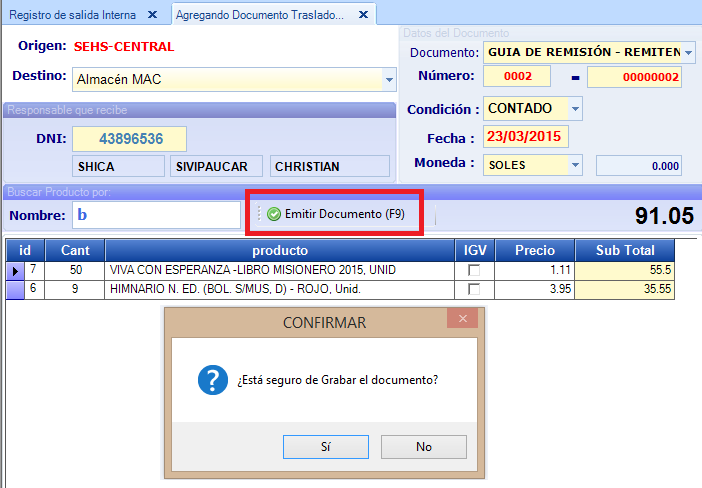 Registro de salida Interna
Agregando Documento Traslado...
Origen: SEHS-CENTRAL
Destino: Almacén MAC
Responsable que recibe
DNI: 43896536
SHICA SIVIPAUCAR CHRISTIAN
Datos del Documento
Documento: GUIA DE REMISIÓN - REMITEN
Número: 0002 - 00000002
Condición : CONTADO
Fecha : 23/03/2015
Moneda : SOLES 0.000
Buscar Producto por:
Nombre: b Emitir Documento (F9) 91.05
id Cant producto IGV Precio Sub Total
7 50 VIVA CON ESPERANZA -LIBRO MISIONERO 2015, UNID 1.11 55.5
6 9 HIMNARIO N. ED. (BOL. S/MUS, D) - ROJO, Unid. 3.95 35.55
CONFIRMAR
¿Está seguro de Grabar el documento?
Sí No